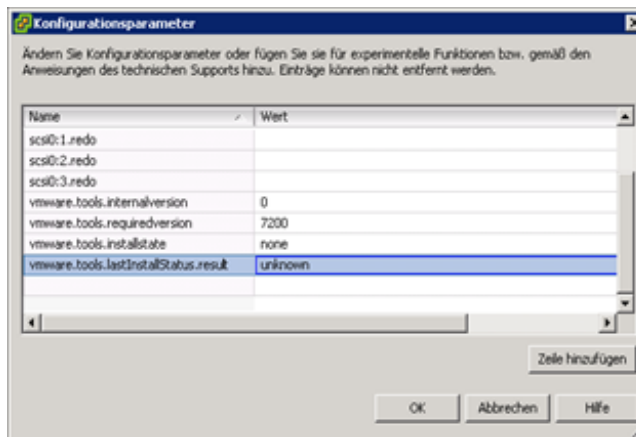 Konfigurationsparameter
Ändern Sie Konfigurationsparameter oder fügen Sie sie für experimentelle Funktionen bzw. gemäß den
Anweisungen des technischen Supports hinzu. Einträge können nicht entfernt werden.
Name Wert
scsi0:1.redo
scsi0:2.redo
scsi0:3.redo
vmware.tools.internalversion 0
vmware.tools.requiredversion 7200
vmware.tools.installstate none
vmware.tools.lastInstallStatus.result unknown
Zeile hinzufügen
OK Abbrechen Hilfe